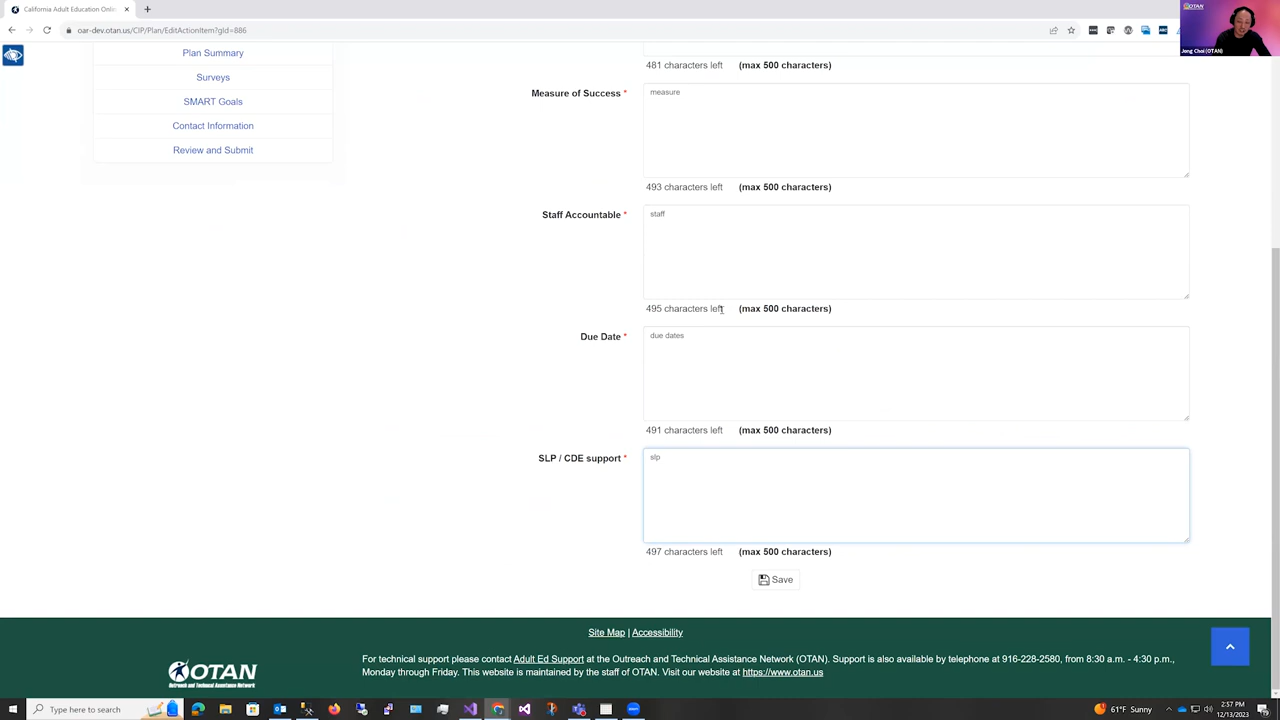 California Adult Education Onlin
oar-dev.otan.us/CIP/Plan/EditActionItem?gId=886
OTAN
Jong Choi (OTAN)
Plan Summary
Surveys
SMART Goals
Contact Information
Review and Submit
481 characters left (max 500 characters)
Measure of Success *
measure
493 characters left (max 500 characters)
Staff Accountable *
staff
495 characters left (max 500 characters)
Due Date *
due dates
491 characters left (max 500 characters)
SLP / CDE support *
slp
497 characters left (max 500 characters)
Save
Site Map | Accessibility
OTAN
Outreach and Technical Assistance Network
For technical support please contact Adult Ed Support at the Outreach and Technical Assistance Network (OTAN). Support is also available by telephone at 916-228-2580, from 8:30 a.m. - 4:30 p.m.,
Monday through Friday. This website is maintained by the staff of OTAN. Visit our website at https://www.otan.us
Type here to search
61°F Sunny
2:57 PM
12/13/2023